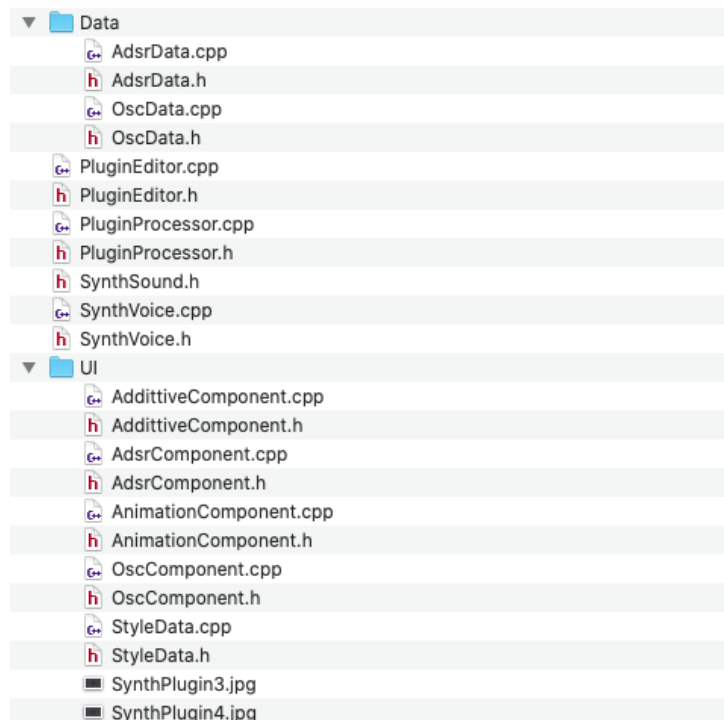 Data
AdsrData.cpp
AdsrData.h
OscData.cpp
OscData.h
PluginEditor.cpp
PluginEditor.h
PluginProcessor.cpp
PluginProcessor.h
SynthSound.h
SynthVoice.cpp
SynthVoice.h
UI
AddittiveComponent.cpp
AddittiveComponent.h
AdsrComponent.cpp
AdsrComponent.h
AnimationComponent.cpp
AnimationComponent.h
OscComponent.cpp
OscComponent.h
StyleData.cpp
StyleData.h
SynthPlugin3.jpg
SynthPlugin4.jpg